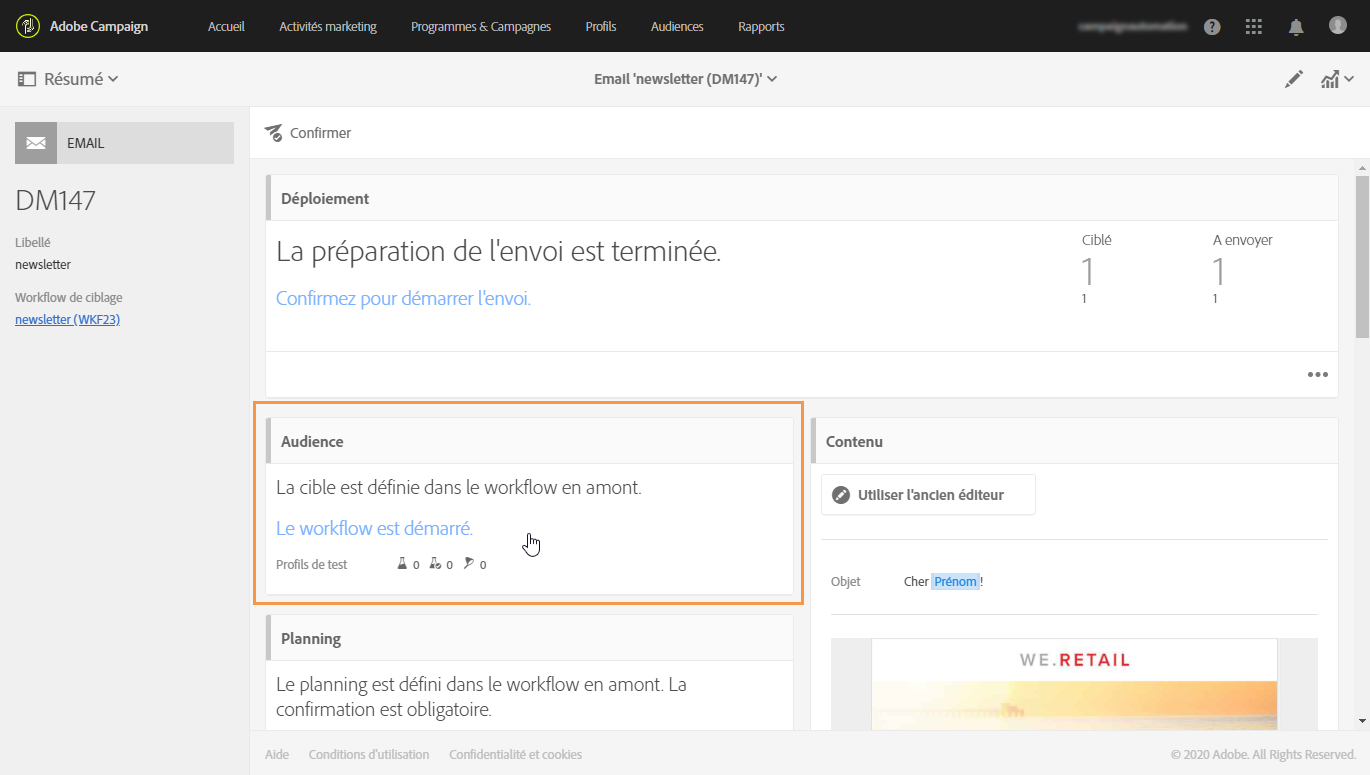 Adobe Campaign
Accueil
Activités marketing
Programmes & Campagnes
Profils
Audiences
Rapports
Résumé
Email 'newsletter (DM147)'
EMAIL
DM147
Libellé
newsletter
Workflow de ciblage
newsletter (WKF23)
Confirmer
Déploiement
La préparation de l'envoi est terminée.
Confirmez pour démarrer l'envoi.
Ciblé
1
1
A envoyer
1
1
Audience
La cible est définie dans le workflow en amont.
Le workflow est démarré.
Profils de test 0 0 0
Planning
Le planning est défini dans le workflow en amont. La
confirmation est obligatoire.
Contenu
Utiliser l'ancien éditeur
Objet Cher Prénom !
WE.RETAIL
Aide
Conditions d'utilisation
Confidentialité et cookies
© 2020 Adobe. All Rights Reserved.